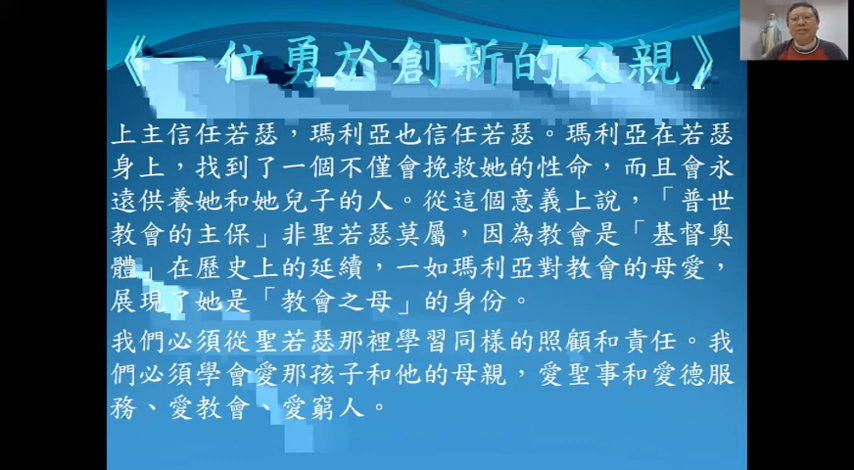 《一位勇於創新的父親》
上主信任若瑟，瑪利亞也信任若瑟。瑪利亞在若瑟
身上，找到了一個不僅會挽救她的性命，而且會永
遠供養她和她兒子的人。從這個意義上說，「普世
教會的主保」非聖若瑟莫屬，因為教會是「基督奧
體」在歷史上的延續，一如瑪利亞對教會的母愛，
展現了她是「教會之母」的身份。
我們必須從聖若瑟那裡學習同樣的照顧和責任。我
們必須學會愛那孩子和他的母親，愛聖事和愛德服
務、愛教會、愛窮人。